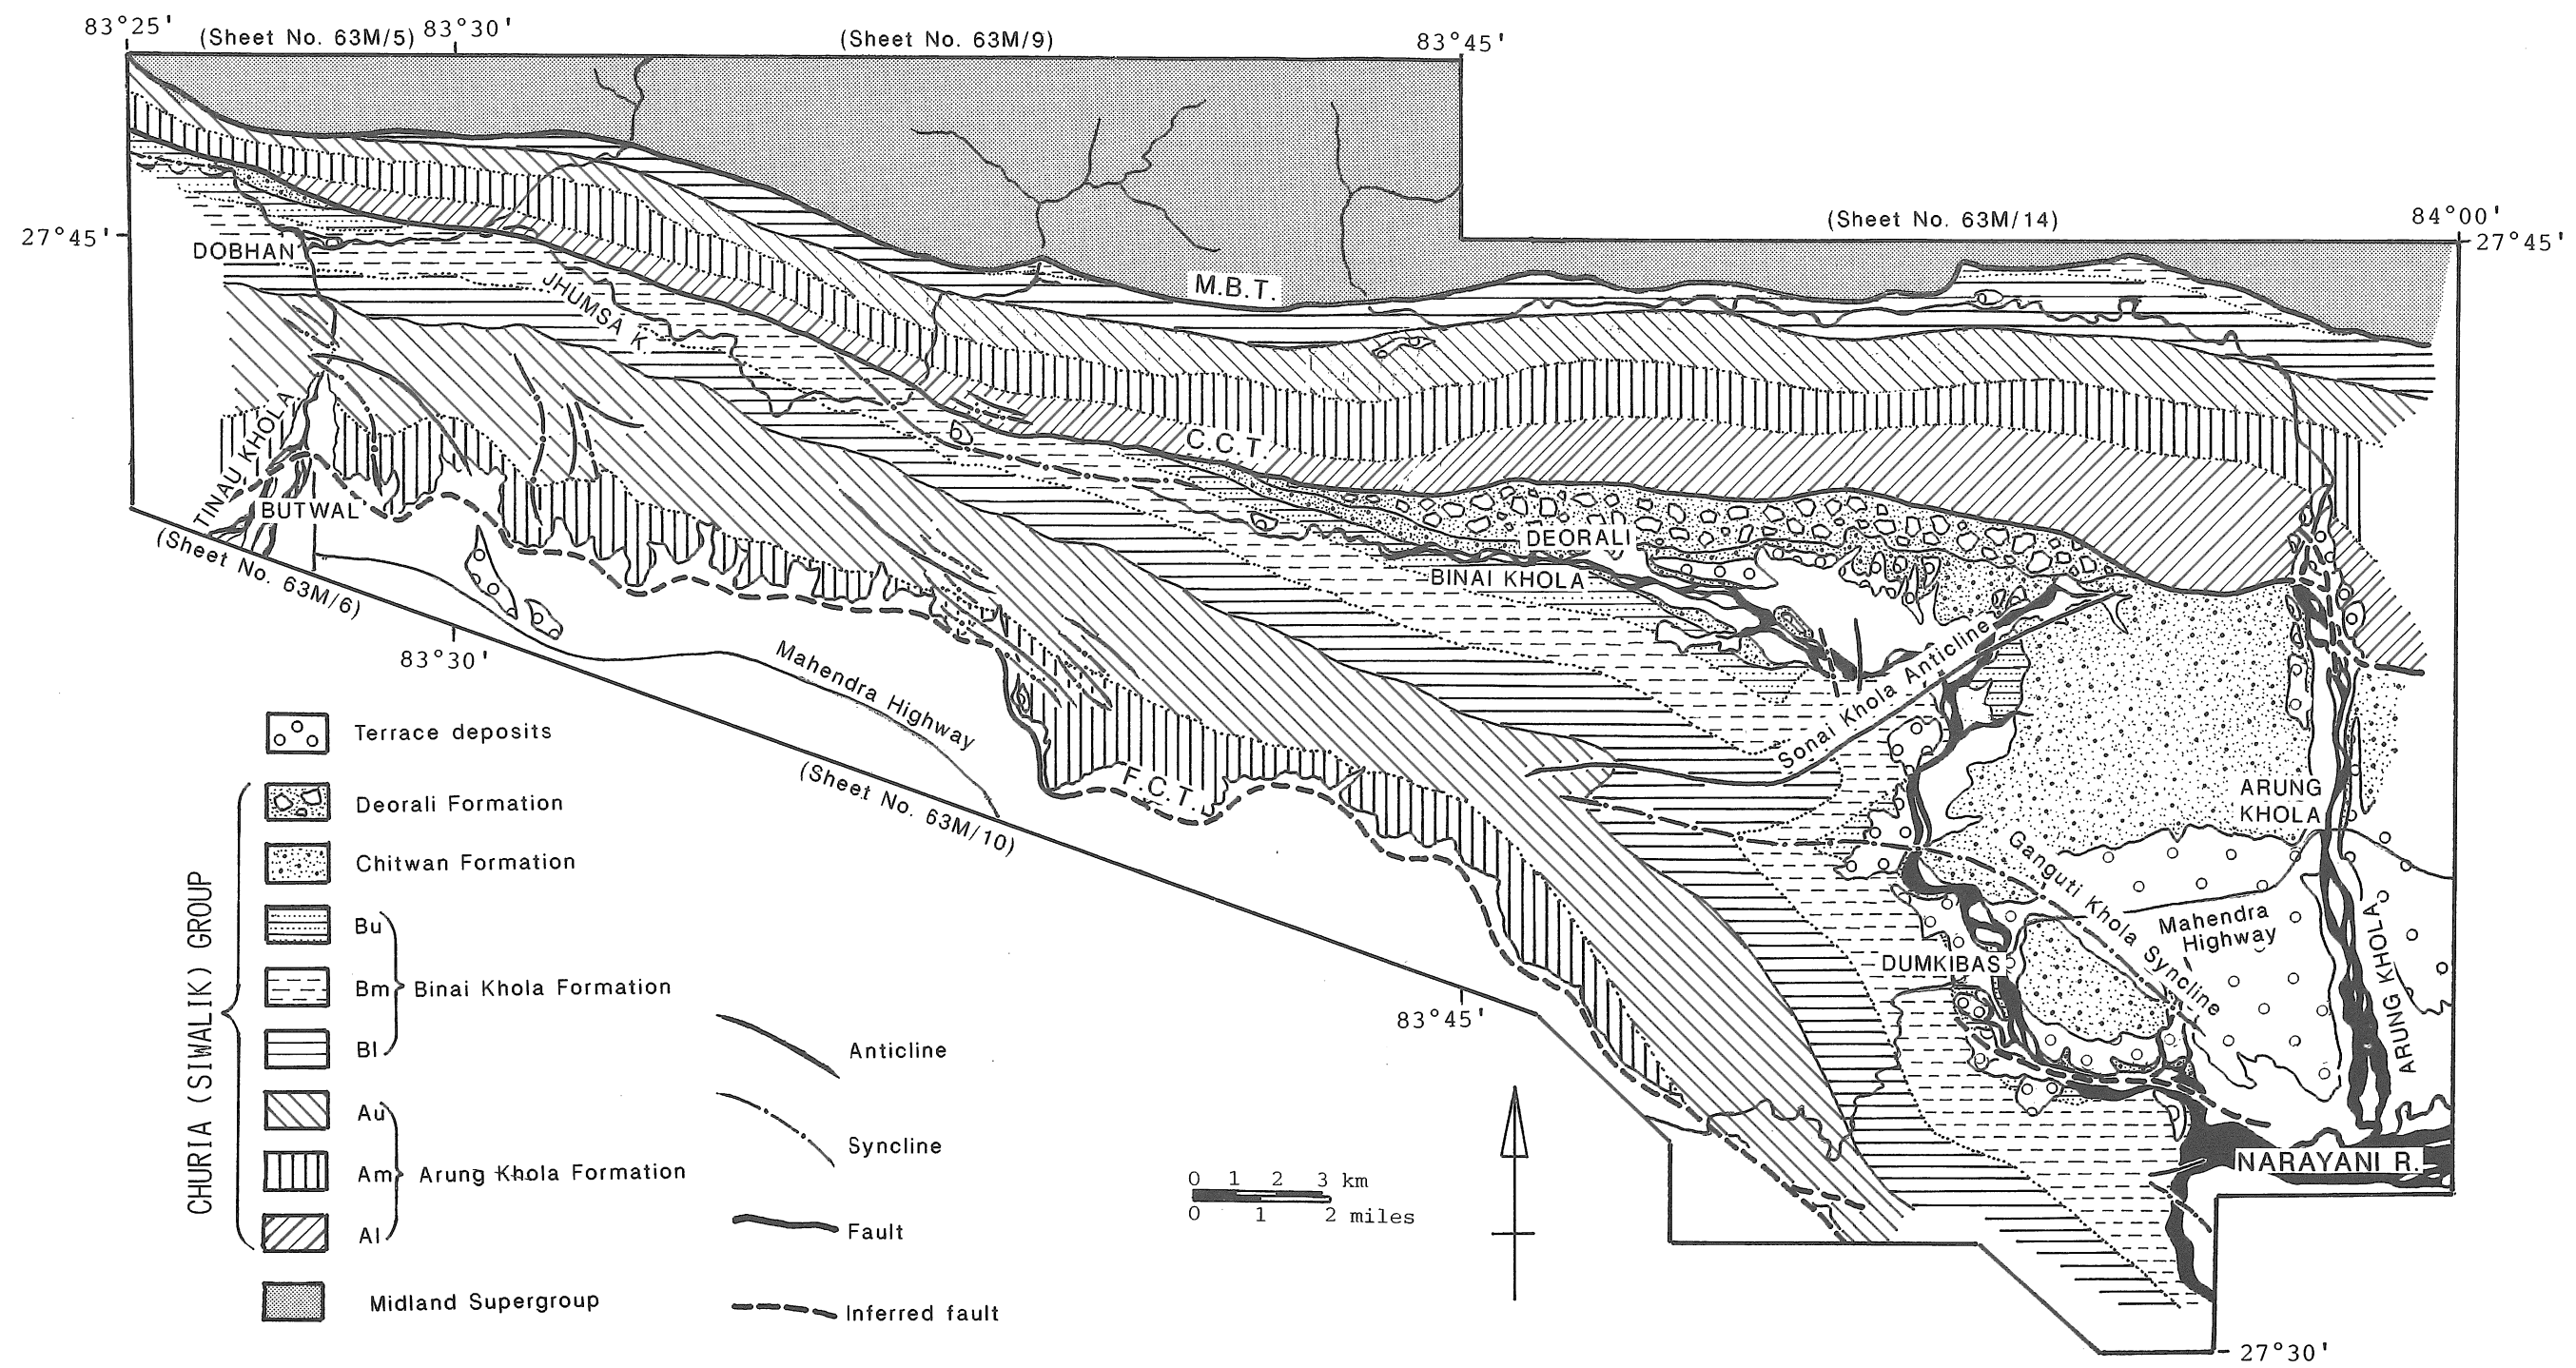 83°25'
(Sheet No. 63M/5)
83°30'
(Sheet No. 63M/9)
83°45'
(Sheet No. 63M/14)
84°00'
27°45'
27°45'
DOBHAN
JHUMSA K.
M.B.T.
C.C.T.
TINAU KHOLA
BUTWAL
DEORALI
BINAI KHOLA
(Sheet No. 63M/6)
83°30'
Mahendra Highway
Sonai Khola Anticline
F.C.T.
(Sheet No. 63M/10)
ARUNG
KHOLA
Ganguti Khola Syncline
Mahendra
Highway
DUMKIBAS
ARUNG KHOLA
83°45'
NARAYANI R.
27°30'
CHURIA (SIWALIK) GROUP
Terrace deposits
Deorali Formation
Chitwan Formation
Bu
Bm
Binai Khola Formation
Bl
Au
Am
Arung Khola Formation
Al
Midland Supergroup
Anticline
Syncline
Fault
Inferred fault
0 1 2 3 km
0 1 2 miles